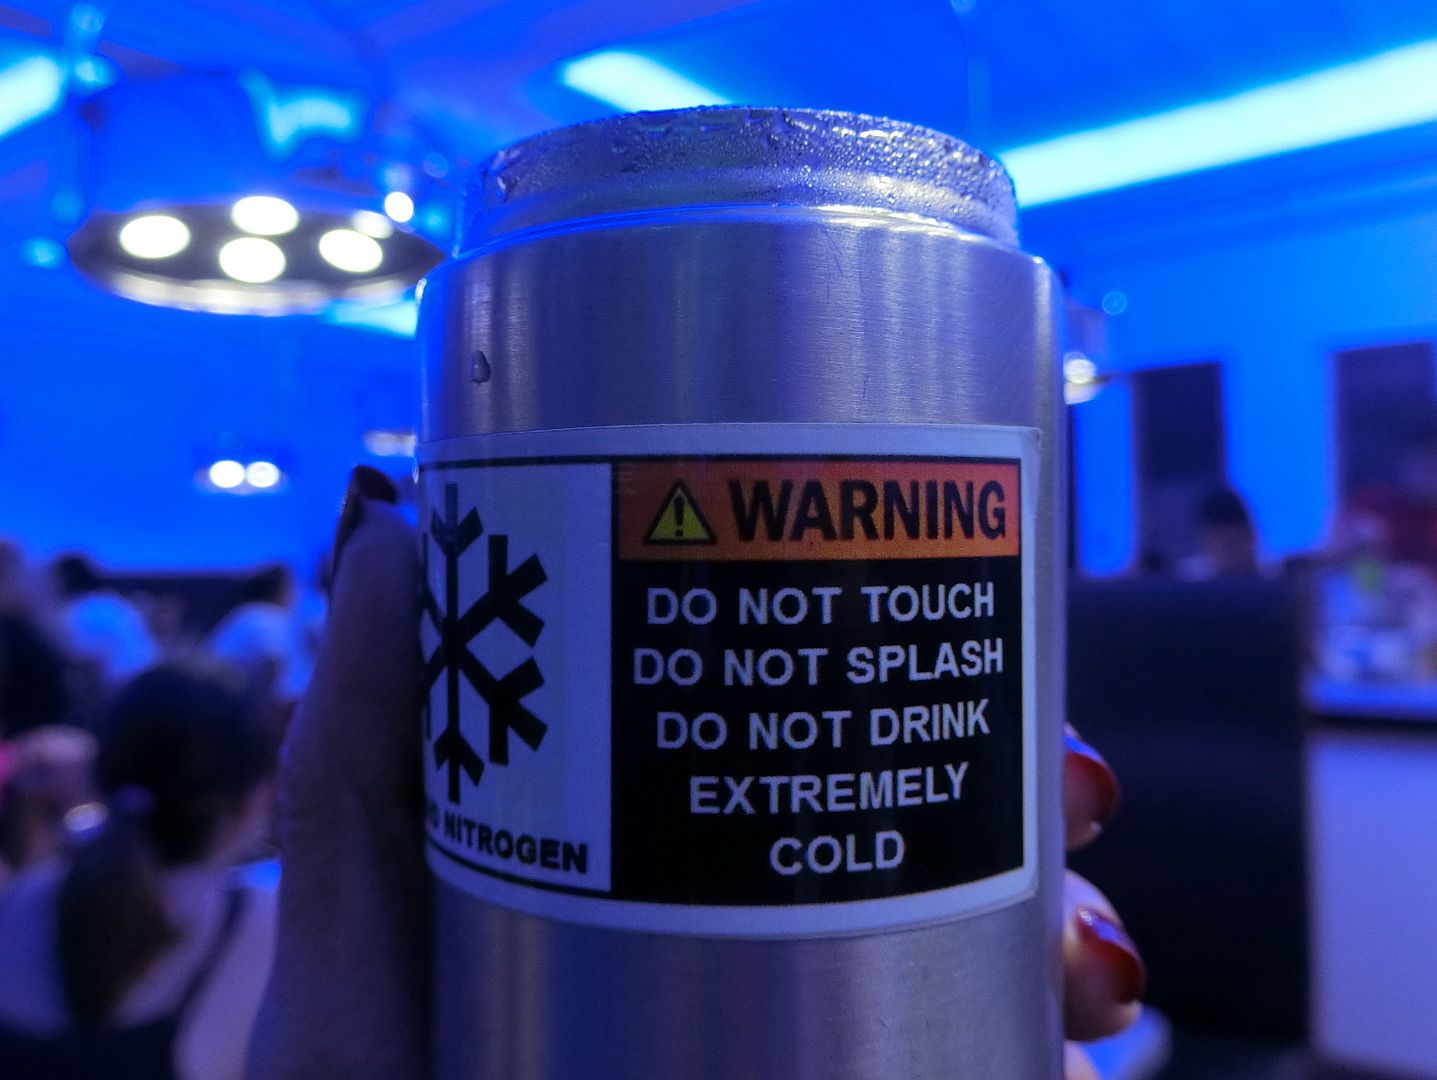 WARNING
DO NOT TOUCH
DO NOT SPLASH
DO NOT DRINK
EXTREMELY
COLD
NITROGEN